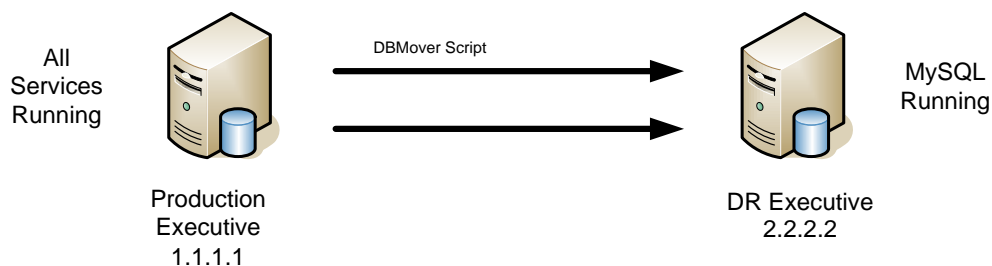 All
Services
Running
DBMover Script
MySQL
Running
Production
Executive
1.1.1.1
DR Executive
2.2.2.2